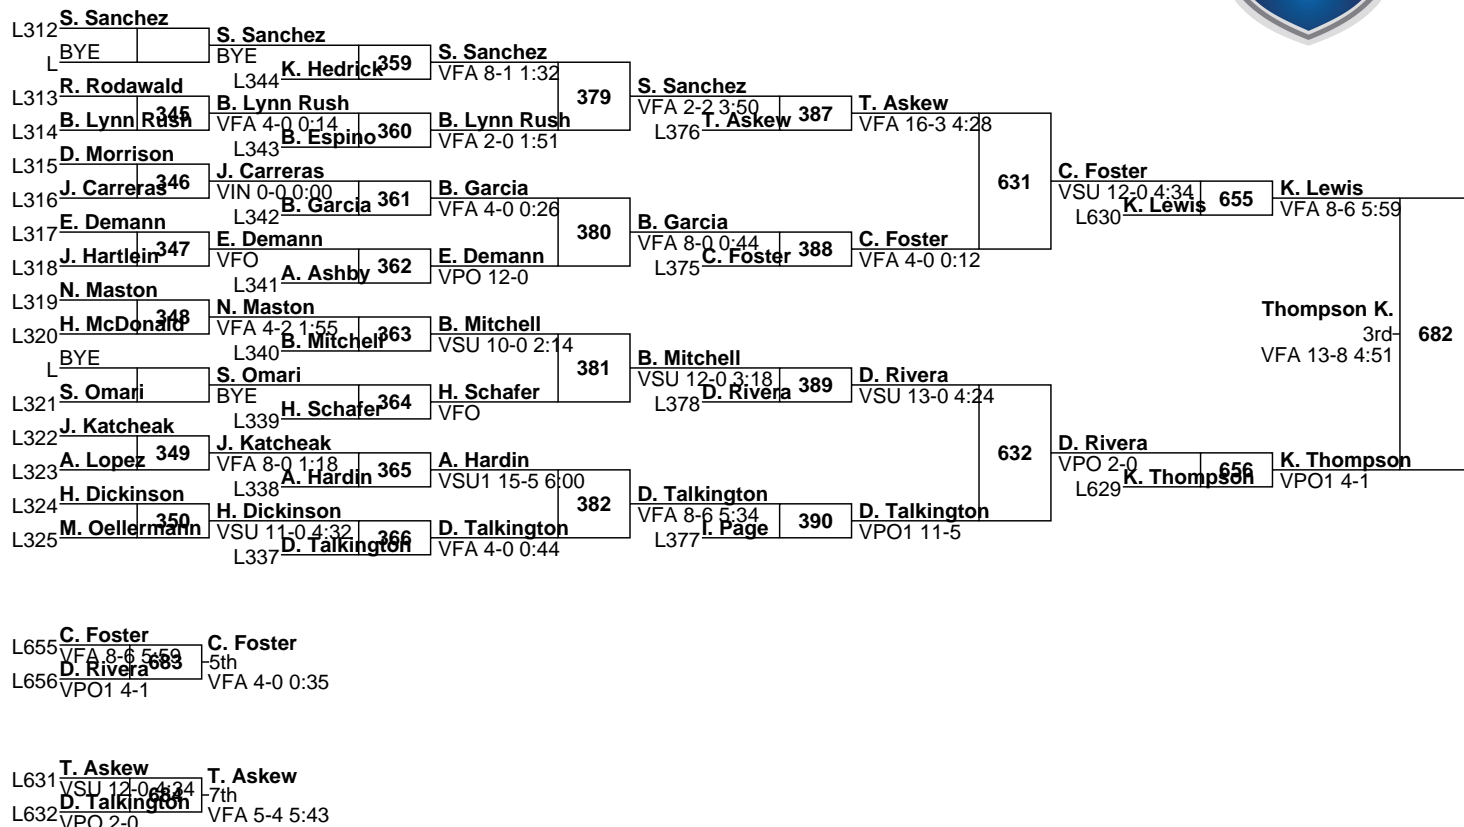 S. Sanchez
L312
S. Sanchez
BYE
BYE
S. Sanchez
L
K. Hedrick
359
VFA 8-1 1:32
L344
R. Rodawald
379
S. Sanchez
L313
345
B. Lynn Rush
VFA 2-2 3:50
387
T. Askew
B. Lynn Rush
VFA 4-0 0:14
360
B. Lynn Rush
T. Askew
VFA 16-3 4:28
L314
B. Espino
VFA 2-0 1:51
L376
L343
D. Morrison
L315
346
J. Carreras
631
C. Foster
J. Carreras
VIN 0-0 0:00
361
B. Garcia
VSU 12-0 4:34
655
K. Lewis
L316
B. Garcia
VFA 4-0 0:26
K. Lewis
VFA 8-6 5:59
L342
L630
E. Demann
L317
380
B. Garcia
J. Hartlein
347
E. Demann
VFA 8-0 0:44
388
C. Foster
L318
VFO
362
E. Demann
C. Foster
VFA 4-0 0:12
A. Ashby
VPO 12-0
L375
L341
N. Maston
L319
348
N. Maston
Thompson K.
H. McDonald
VFA 4-2 1:55
363
B. Mitchell
3rd
682
L320
B. Mitchell
VSU 10-0 2:14
VFA 13-8 4:51
L340
BYE
L
381
B. Mitchell
S. Omari
VSU 12-0 3:18
389
D. Rivera
S. Omari
BYE
364
H. Schafer
D. Rivera
VSU 13-0 4:24
L321
H. Schafer
VFO
L378
L339
J. Katcheak
L322
349
J. Katcheak
632
D. Rivera
A. Lopez
VFA 8-0 1:18
365
A. Hardin
VPO 2-0
656
K. Thompson
L323
A. Hardin
VSU1 15-5 6:00
K. Thompson
VPO1 4-1
L338
L629
H. Dickinson
L324
382
D. Talkington
350
H. Dickinson
VFA 8-6 5:34
390
D. Talkington
M. Oellermann
VSU 11-0 4:32
366
D. Talkington
I. Page
VPO1 11-5
L325
D. Talkington
VFA 4-0 0:44
L377
L337
C. Foster
L655
C. Foster
VFA 8-6 5:59
683
5th
D. Rivera
VFA 4-0 0:35
L656
VPO1 4-1
T. Askew
L631
T. Askew
VSU 12-0 4:34
684
7th
D. Talkington
VFA 5-4 5:43
L632
VPO 2-0